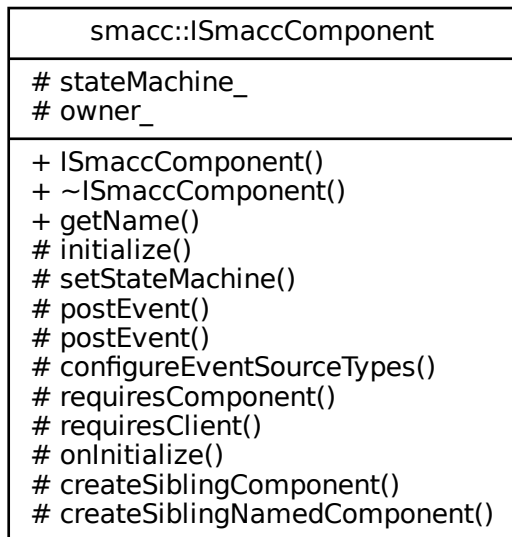 smacc::ISmaccComponent
# stateMachine_
# owner_
+ ISmaccComponent()
+ ~ISmaccComponent()
+ getName()
# initialize()
# setStateMachine()
# postEvent()
# postEvent()
# configureEventSourceTypes()
# requiresComponent()
# requiresClient()
# onInitialize()
# createSiblingComponent()
# createSiblingNamedComponent()